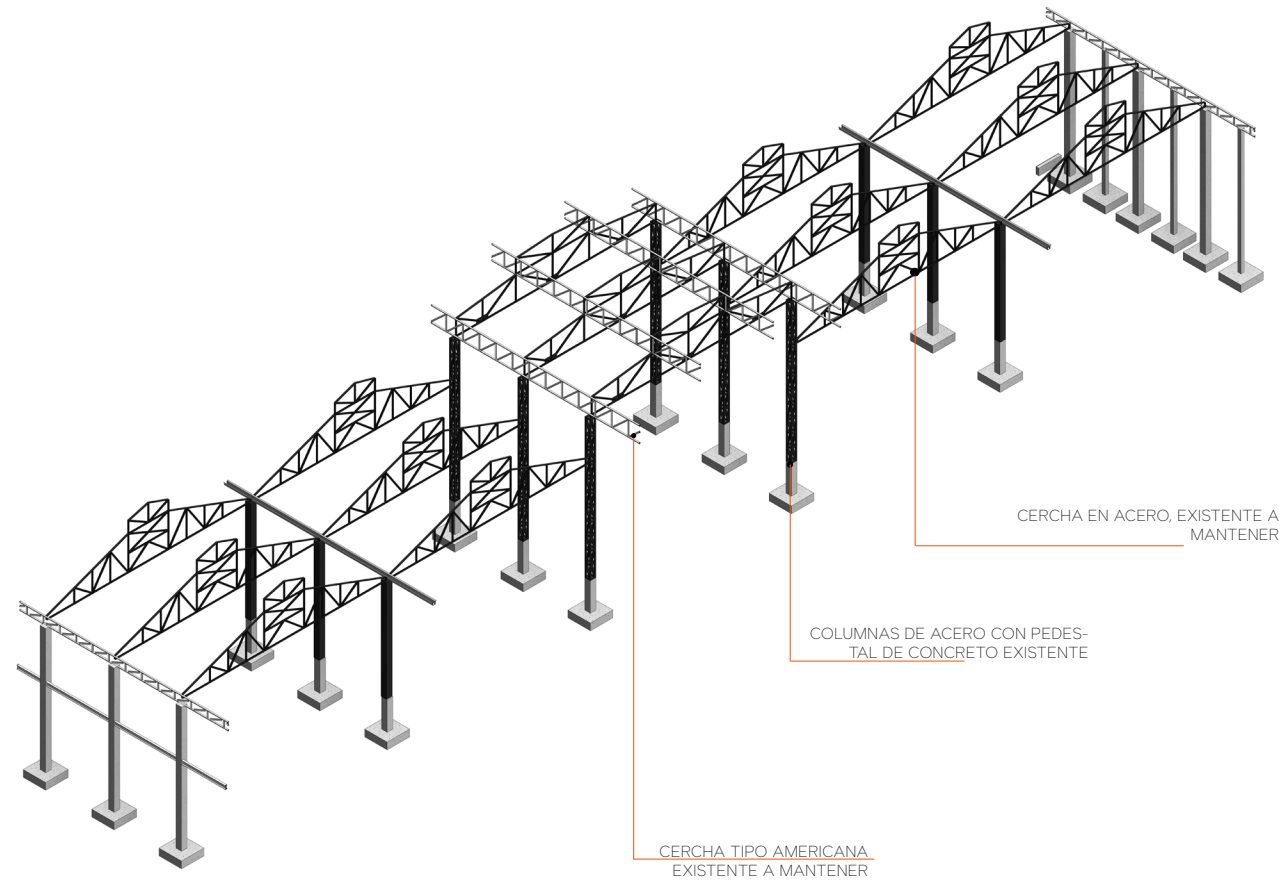 CERCHA EN ACERO, EXISTENTE A
MANTENER
COLUMNAS DE ACERO CON PEDES-
TAL DE CONCRETO EXISTENTE
CERCHA TIPO AMERICANA
EXISTENTE A MANTENER